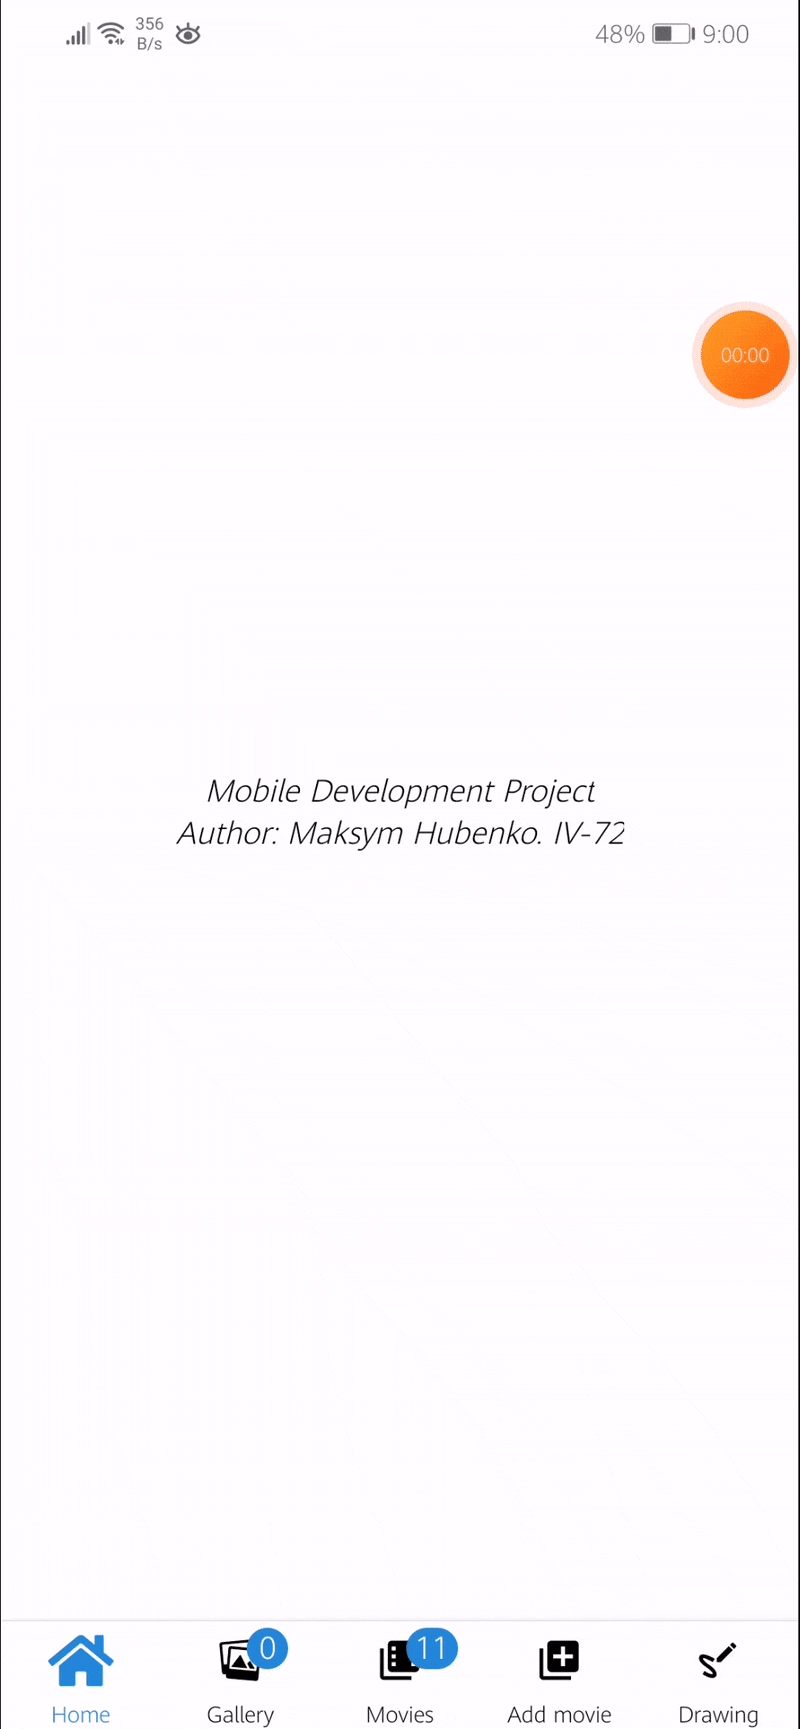 356
B/s
48%
9:00
00:00
Mobile Development Project
Author: Maksym Hubenko. IV-72
0
11
Home
Gallery
Movies
Add movie
Drawing